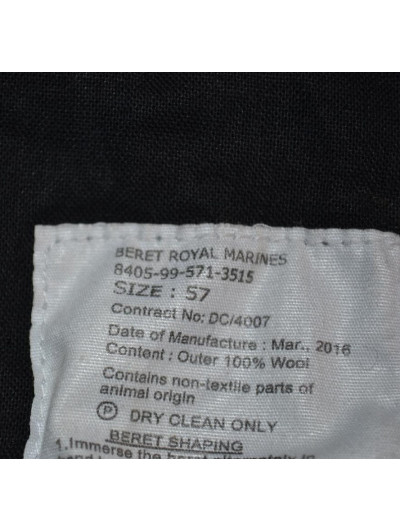 BERET ROYAL MARINES
8405-99-571-3515
SIZE : 57
Contract No: DC/4007
Date of Manufacture : Mar., 2016
Content : Outer 100% Wool
Contains non-textile parts of
animal origin
P DRY CLEAN ONLY
BERET SHAPING
1.Immerse the beret alternately in